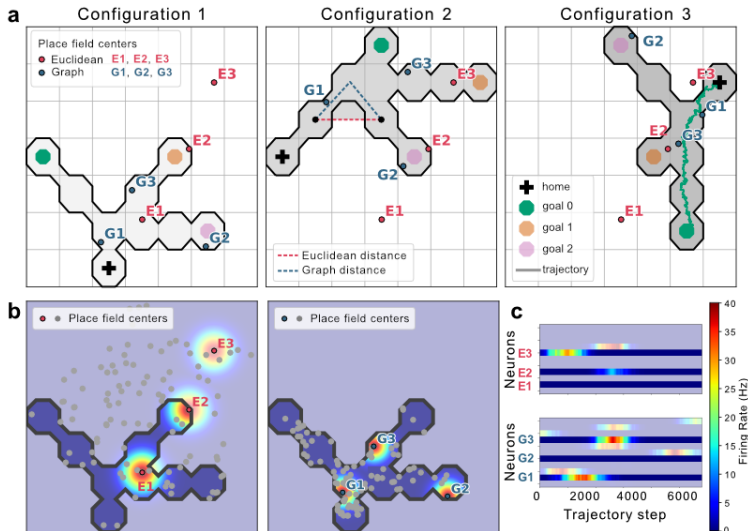 a
Configuration 1
Configuration 2
Configuration 3
Place field centers
Euclidean E1, E2, E3
Graph G1, G2, G3
E3
E2
G3
E1
G1
G2
G3
E3
G1
E2
G2
E1
Euclidean distance
Graph distance
G2
E3
G1
G3
E2
E1
home
goal 0
goal 1
goal 2
trajectory
b
Place field centers
E3
E2
E1
Place field centers
G3
G1
G2
c
Neurons
E3
E2
E1
Neurons
G3
G2
G1
0 2000 4000 6000
Trajectory step
40
35
30
25
20
15
10
5
0
Firing Rate (Hz)